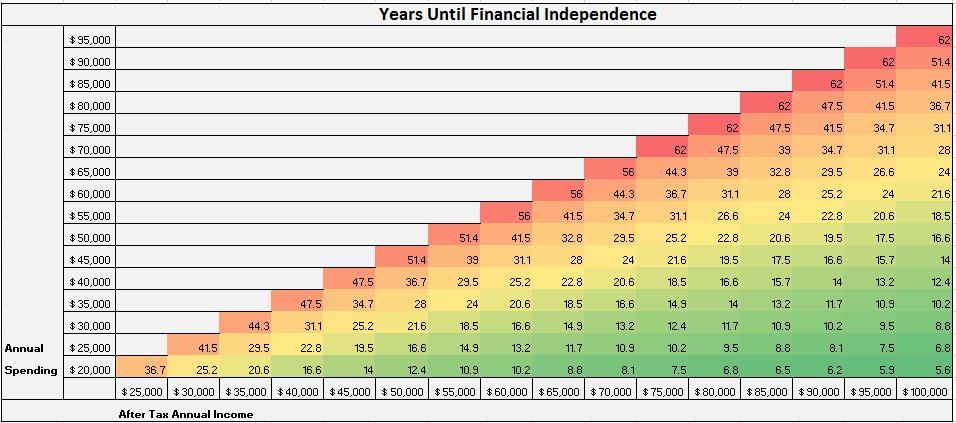 Years Until Financial Independence
$ 95,000 62
$ 90,000 62 51.4
$ 85,000 62 51.4 41.5
$ 80,000 62 47.5 41.5 36.7
$ 75,000 62 47.5 41.5 34.7 31.1
$ 70,000 62 47.5 39 34.7 31.1 28
$ 65,000 56 44.3 39 32.8 29.5 26.6 24
$ 60,000 56 44.3 36.7 31.1 28 25.2 24 21.6
$ 55,000 56 41.5 34.7 31.1 26.6 24 22.8 20.6 18.5
$ 50,000 51.4 41.5 32.8 29.5 25.2 22.8 20.6 19.5 17.5 16.6
$ 45,000 51.4 39 31.1 28 24 21.6 19.5 17.5 16.6 15.7 14
$ 40,000 47.5 36.7 29.5 25.2 22.8 20.6 18.5 16.6 15.7 14 13.2 12.4
$ 35,000 47.5 34.7 28 24 20.6 18.5 16.6 14.9 14 13.2 11.7 10.9 10.2
$ 30,000 44.3 31.1 25.2 21.6 18.5 16.6 14.9 13.2 12.4 11.7 10.9 10.2 9.5 8.8
Annual $ 25,000 41.5 29.5 22.8 19.5 16.6 14.9 13.2 11.7 10.9 10.2 9.5 8.8 8.1 7.5 6.8
Spending $ 20,000 36.7 25.2 20.6 16.6 14 12.4 10.9 10.2 8.8 8.1 7.5 6.8 6.5 6.2 5.9 5.6
$ 25,000 $ 30,000 $ 35,000 $ 40,000 $ 45,000 $ 50,000 $ 55,000 $ 60,000 $ 65,000 $ 70,000 $ 75,000 $ 80,000 $ 85,000 $ 90,000 $ 95,000 $ 100,000
After Tax Annual Income